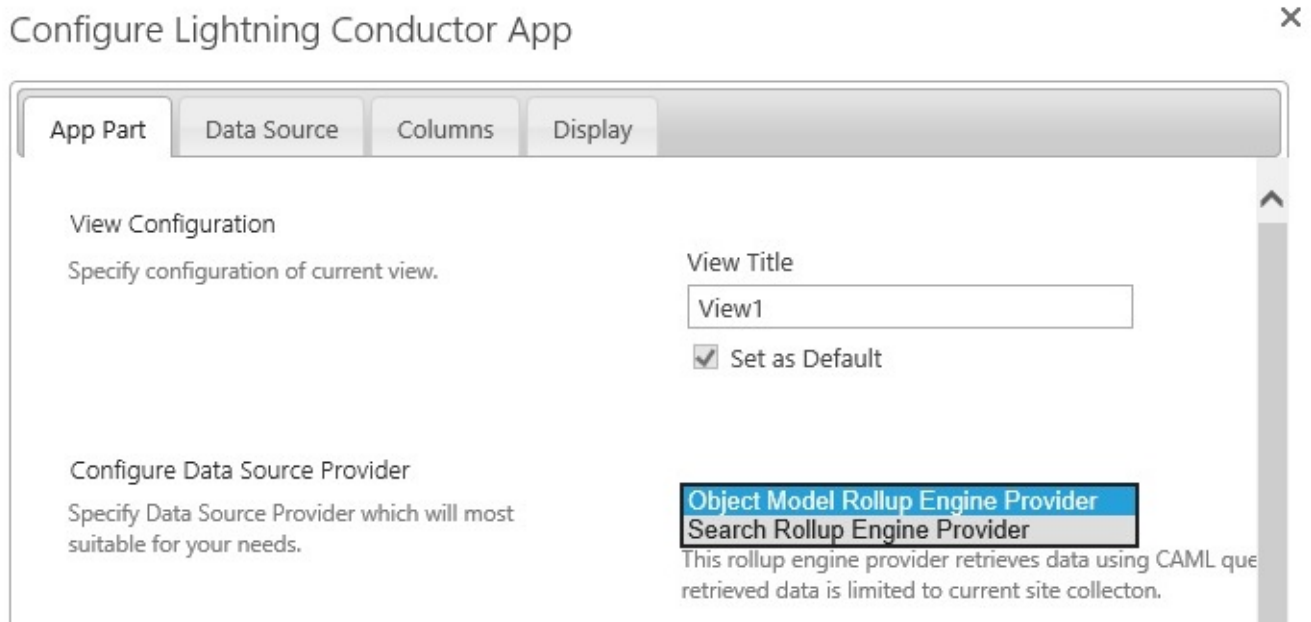 Configure Lightning Conductor App
App Part
Data Source
Columns
Display
View Configuration
Specify configuration of current view.
View Title
View1
Set as Default
Configure Data Source Provider
Specify Data Source Provider which will most
suitable for your needs.
Object Model Rollup Engine Provider
Search Rollup Engine Provider
This rollup engine provider retrieves data using CAML que
retrieved data is limited to current site collecton.